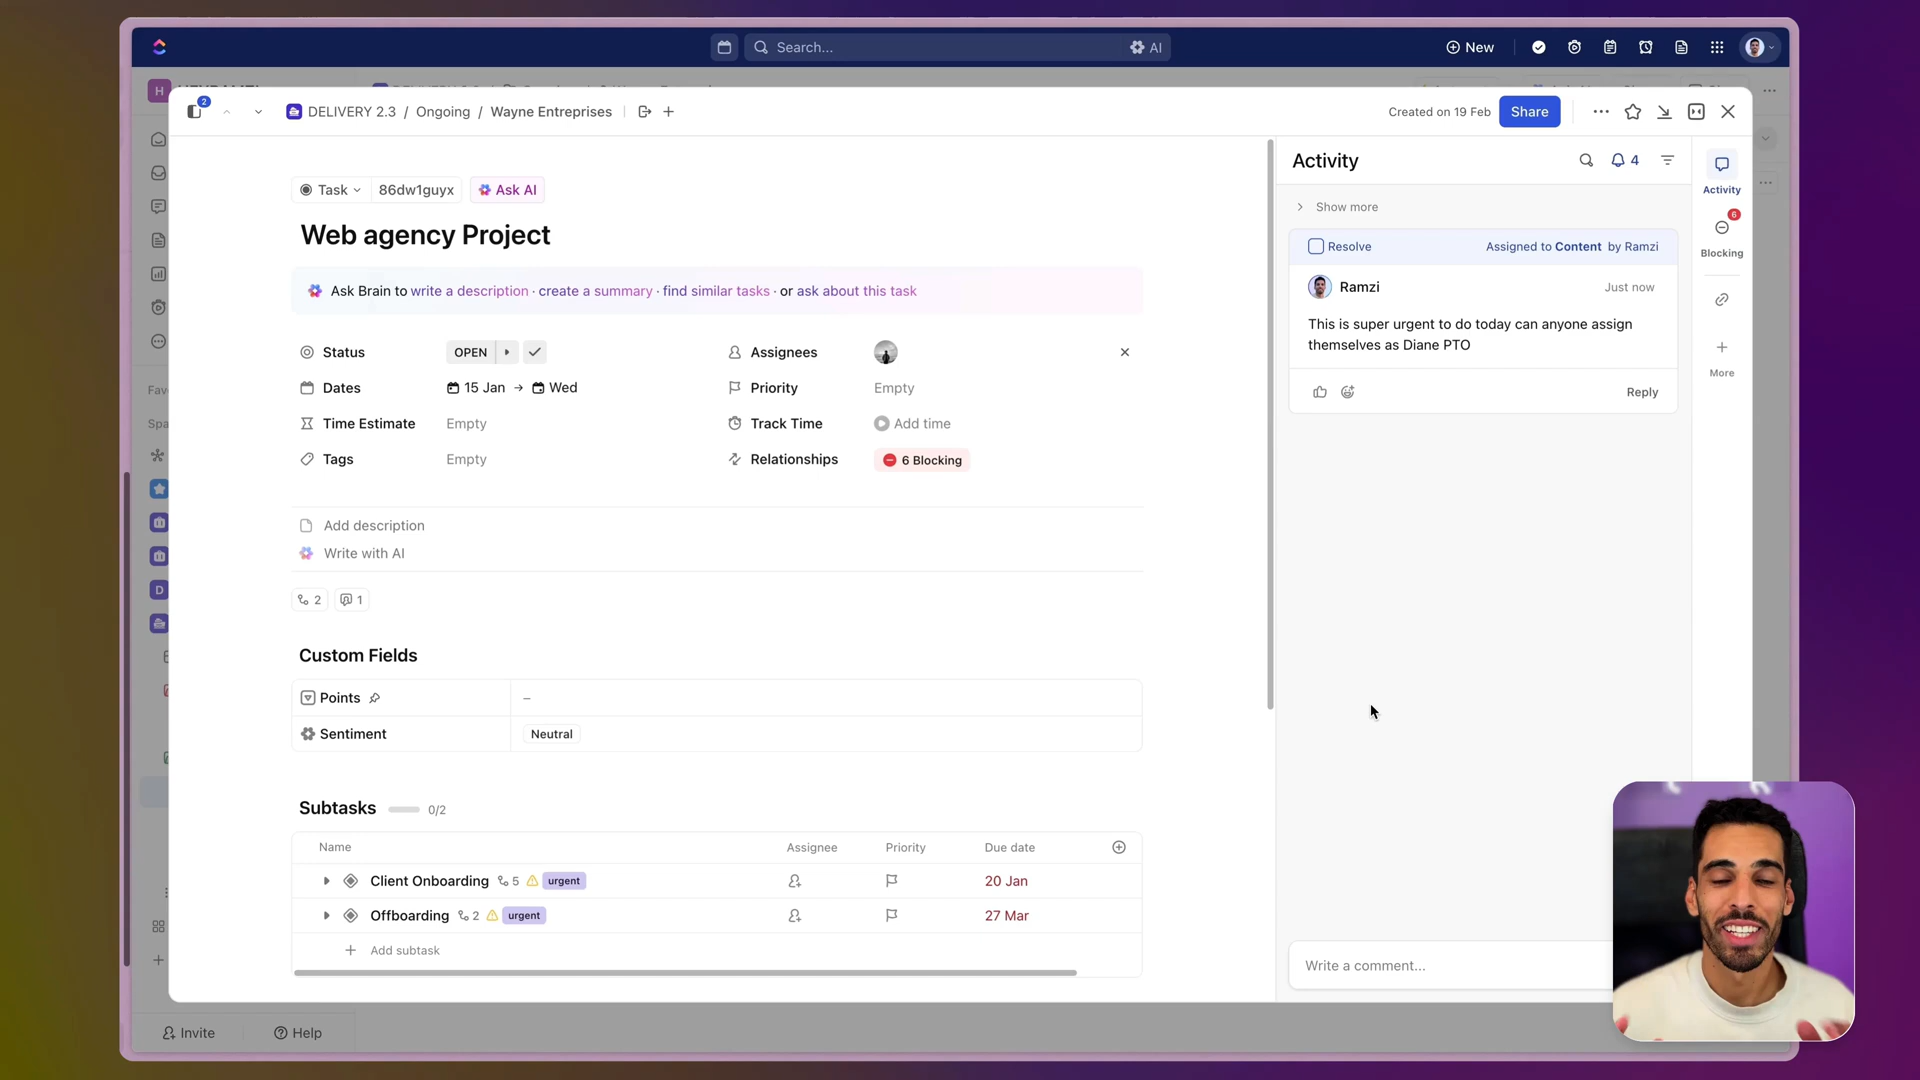 Search...
AI
New
H
2
DELIVERY 2.3 / Ongoing / Wayne Entreprises
Created on 19 Feb
Share
Task
86dw1guyx
Ask AI
Web agency Project
Ask Brain to write a description · create a summary · find similar tasks · or ask about this task
Status
OPEN
Assignees
Dates
15 Jan → Wed
Priority
Empty
Time Estimate
Empty
Track Time
Add time
Tags
Empty
Relationships
6 Blocking
Add description
Write with AI
2
1
Custom Fields
Points
–
Sentiment
Neutral
Subtasks
0/2
Name
Assignee
Priority
Due date
Client Onboarding
5
urgent
20 Jan
Offboarding
2
urgent
27 Mar
Add subtask
Activity
4
Show more
Resolve
Assigned to Content by Ramzi
Ramzi
Just now
This is super urgent to do today can anyone assign
themselves as Diane PTO
Reply
Write a comment...
Activity
6
Blocking
More
D
Invite
Help